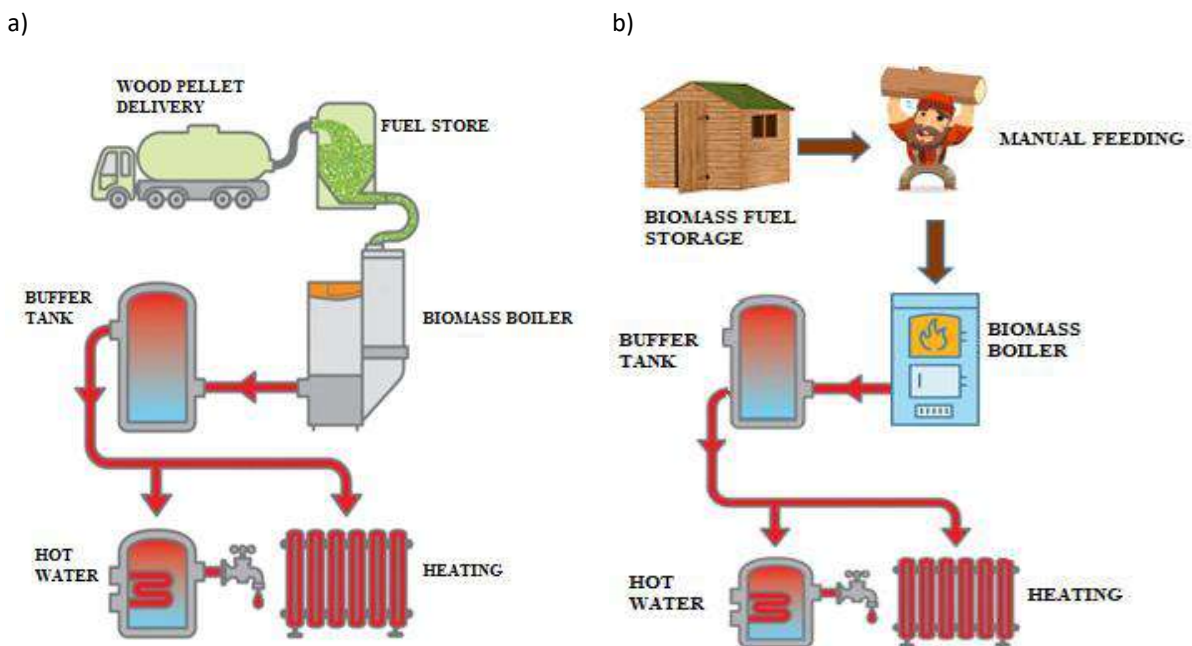 a)
WOOD PELLET
DELIVERY
FUEL STORE
BUFFER
TANK
BIOMASS BOILER
HOT
WATER
HEATING
b)
MANUAL FEEDING
BIOMASS FUEL
STORAGE
BUFFER
TANK
BIOMASS
BOILER
HOT
WATER
HEATING